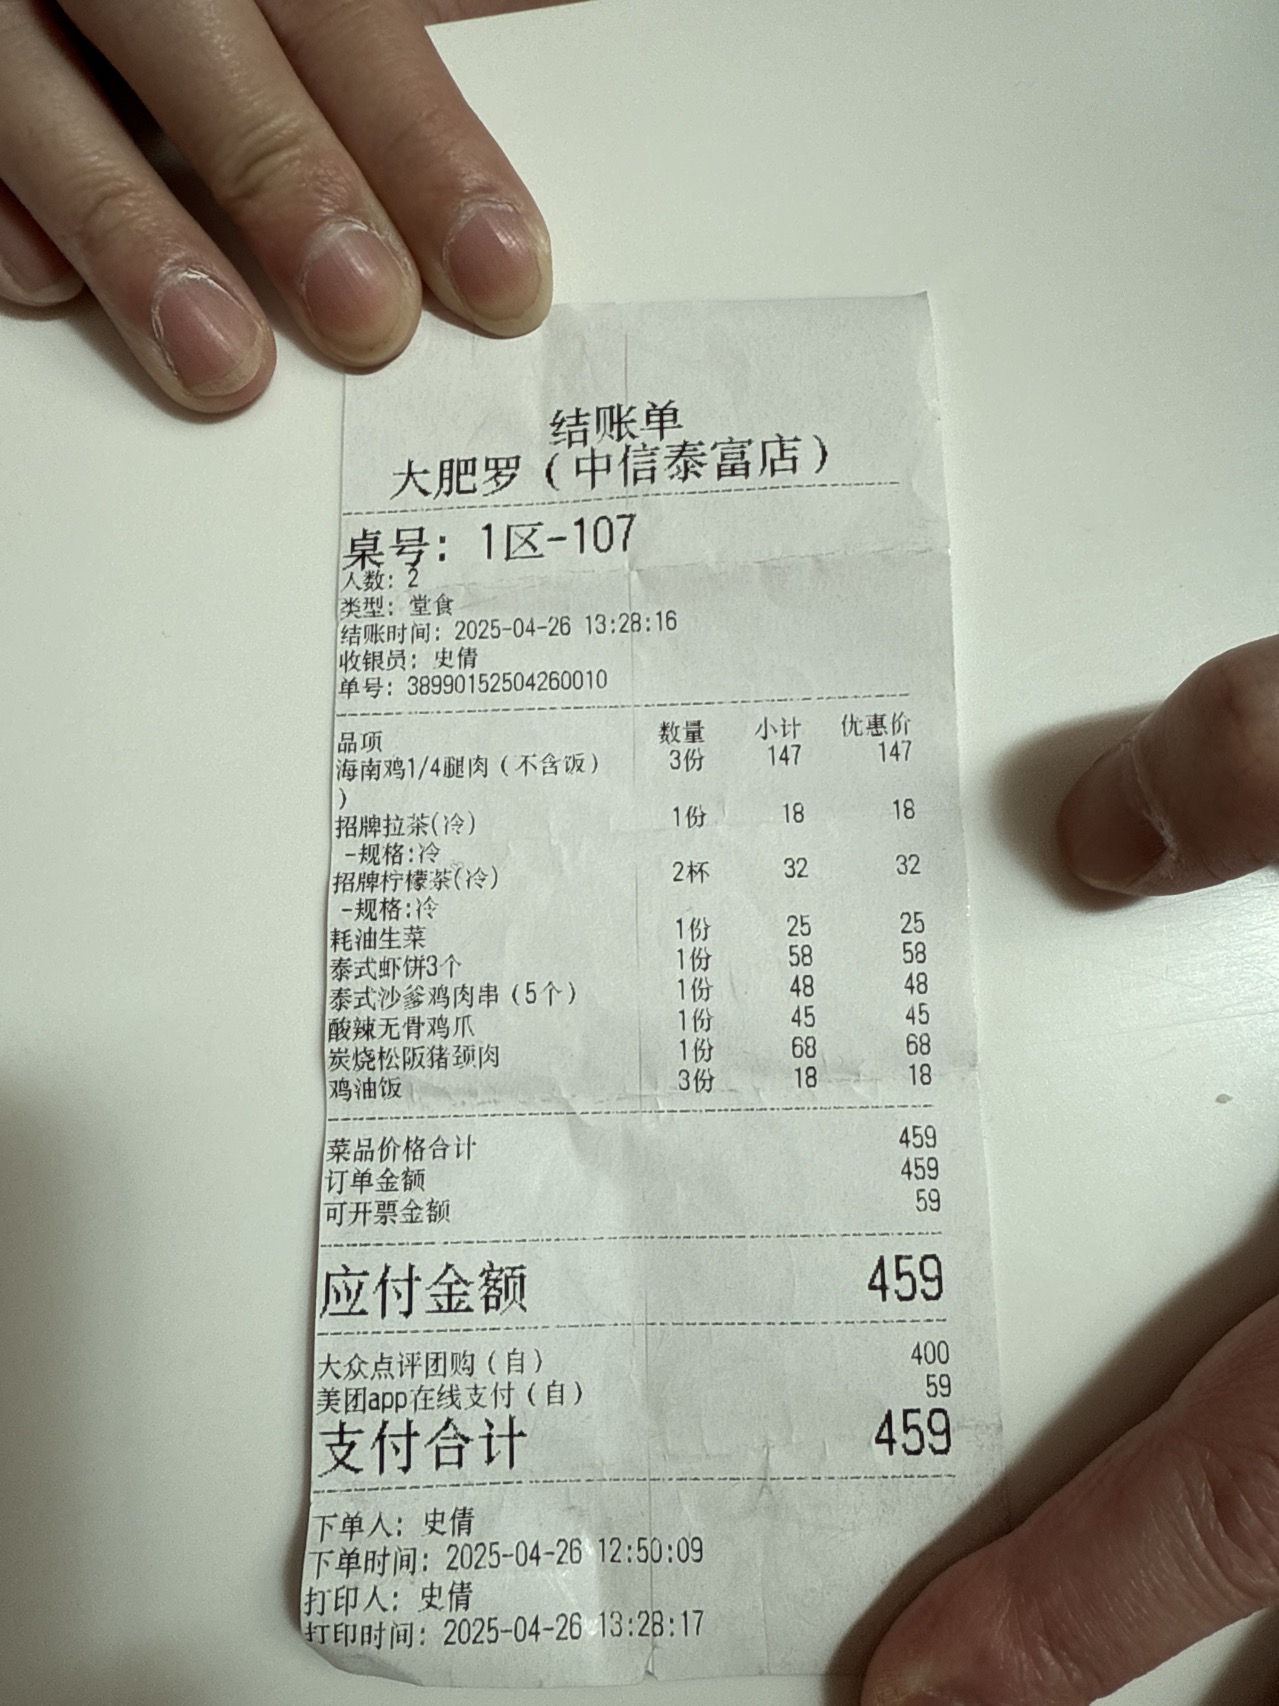 结账单
大肥罗（中信泰富店）
桌号：1区-107
人数：2
类型：堂食
结账时间：2025-04-26 13:28:16
收银员：史倩
单号：38990152504260010
品项 数量 小计 优惠价
海南鸡1/4腿肉（不含饭） 3份 147 147
）
招牌拉茶(冷) 1份 18 18
-规格:冷
招牌柠檬茶(冷) 2杯 32 32
-规格:冷
耗油生菜 1份 25 25
泰式虾饼3个 1份 58 58
泰式沙爹鸡肉串（5个） 1份 48 48
酸辣无骨鸡爪 1份 45 45
炭烧松阪猪颈肉 1份 68 68
鸡油饭 3份 18 18
菜品价格合计 459
订单金额 459
可开票金额 59
应付金额 459
大众点评团购（自） 400
美团app在线支付（自） 59
支付合计 459
下单人：史倩
下单时间：2025-04-26 12:50:09
打印人：史倩
打印时间：2025-04-26 13:28:17